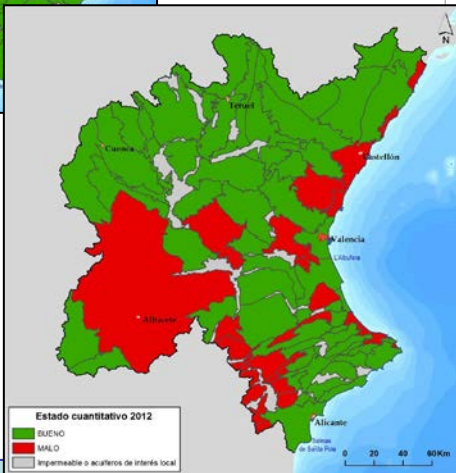 N
Teruel
Cuenca
Castellón
Valencia
L'Albufera
Albacete
Alicante
Salinas
de Santa Pola
Estado cuantitativo 2012
BUENO
MALO
Impermeable o acuíferos de interés local
0 20 40 60 Km